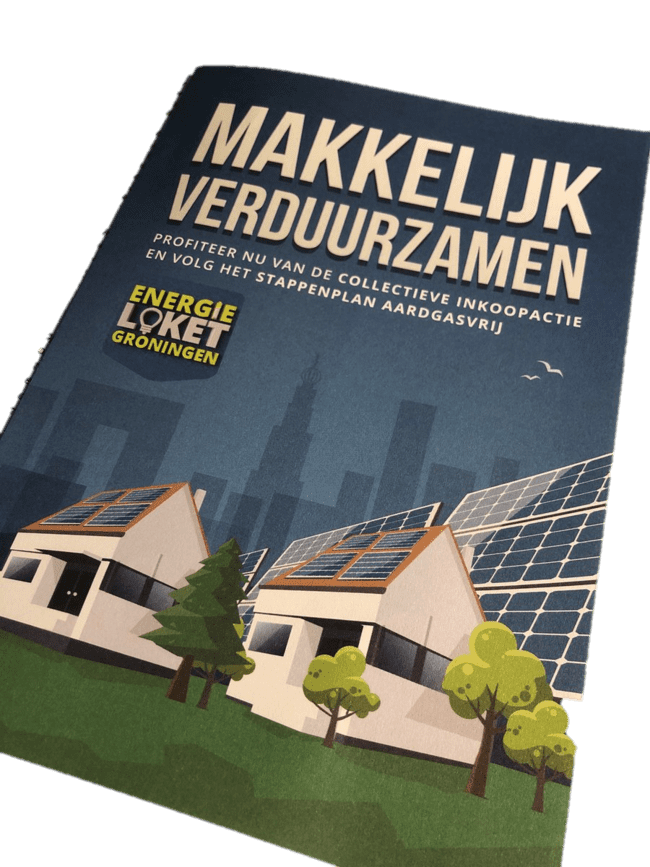 MAKKELIJK
VERDUURZAMEN
PROFITEER NU VAN DE COLLECTIEVE INKOOPACTIE
EN VOLG HET STAPPENPLAN AARDGASVRIJ
ENERGIE
LOKET
GRONINGEN